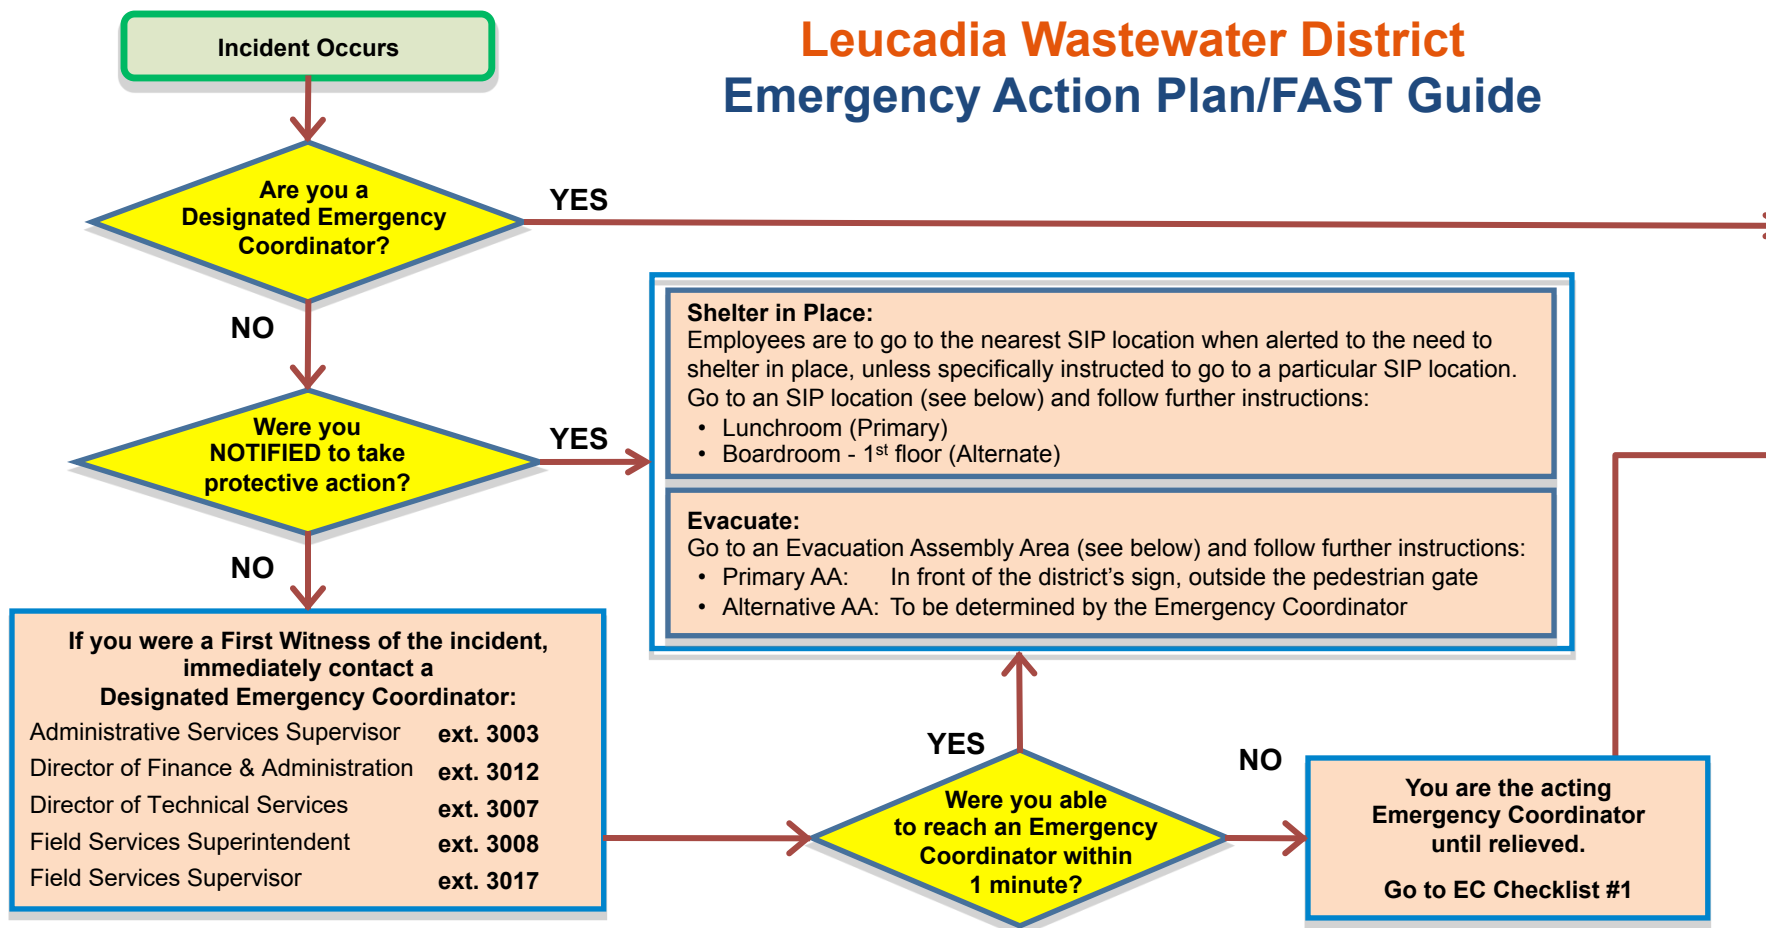 Incident Occurs
Leucadia Wastewater District
Emergency Action Plan/FAST Guide
Are you a
Designated Emergency
Coordinator?
YES
NO
Were you
NOTIFIED to take
protective action?
YES
NO
Shelter in Place:
Employees are to go to the nearest SIP location when alerted to the need to
shelter in place, unless specifically instructed to go to a particular SIP location.
Go to an SIP location (see below) and follow further instructions:
• Lunchroom (Primary)
• Boardroom - 1st floor (Alternate)
Evacuate:
Go to an Evacuation Assembly Area (see below) and follow further instructions:
• Primary AA: In front of the district's sign, outside the pedestrian gate
• Alternative AA: To be determined by the Emergency Coordinator
If you were a First Witness of the incident,
immediately contact a
Designated Emergency Coordinator:
Administrative Services Supervisor ext. 3003
Director of Finance & Administration ext. 3012
Director of Technical Services ext. 3007
Field Services Superintendent ext. 3008
Field Services Supervisor ext. 3017
YES
Were you able
to reach an Emergency
Coordinator within
1 minute?
NO
You are the acting
Emergency Coordinator
until relieved.
Go to EC Checklist #1